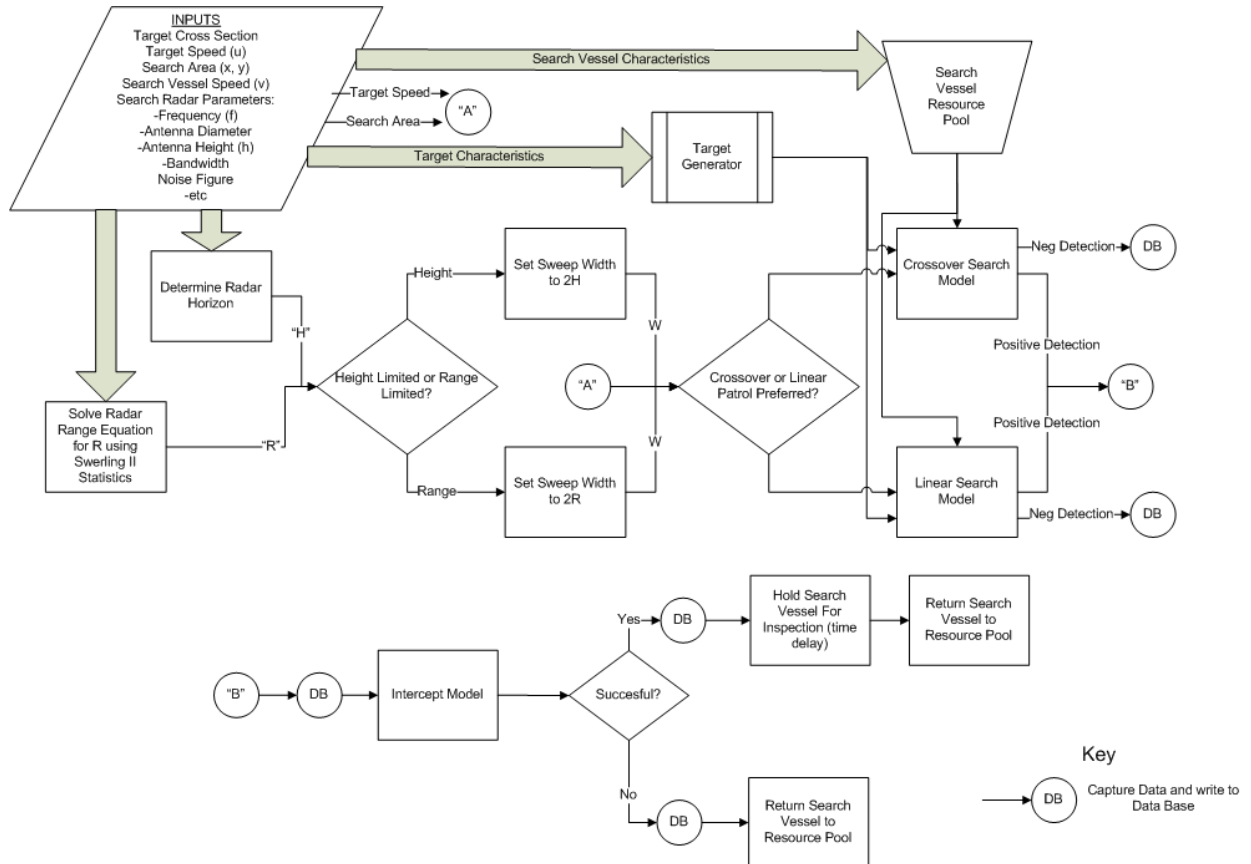 INPUTS
Target Cross Section
Target Speed (u)
Search Area (x, y)
Search Vessel Speed (v)
Search Radar Parameters:
-Frequency (f)
-Antenna Diameter
-Antenna Height (h)
-Bandwidth
Noise Figure
-etc
Search Vessel Characteristics
Search
Vessel
Resource
Pool
Target Speed
Search Area
“A”
Target Characteristics
Target
Generator
Determine Radar
Horizon
“H”
Solve Radar
Range Equation
for R using
Swerling II
Statistics
“R”
Height Limited or Range
Limited?
Height
Range
Set Sweep Width
to 2H
Set Sweep Width
to 2R
W
W
“A”
Crossover or Linear
Patrol Preferred?
Crossover Search
Model
Neg Detection
DB
Positive Detection
“B”
Positive Detection
Linear Search
Model
Neg Detection
DB
“B”
DB
Intercept Model
Succesful?
Yes
DB
Hold Search
Vessel For
Inspection (time
delay)
Return Search
Vessel to
Resource Pool
No
DB
Return Search
Vessel to
Resource Pool
Key
DB
Capture Data and write to
Data Base